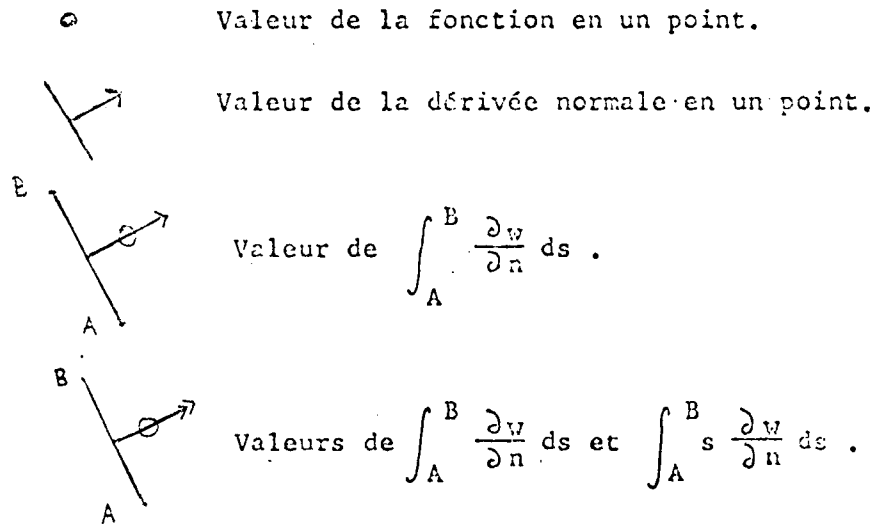 Valeur de la fonction en un point.
Valeur de la dérivée normale en un point.
B
A
Valeur de ∫_A^B ∂w/∂n ds .
B
A
Valeurs de ∫_A^B ∂w/∂n ds et ∫_A^B s ∂w/∂n ds .